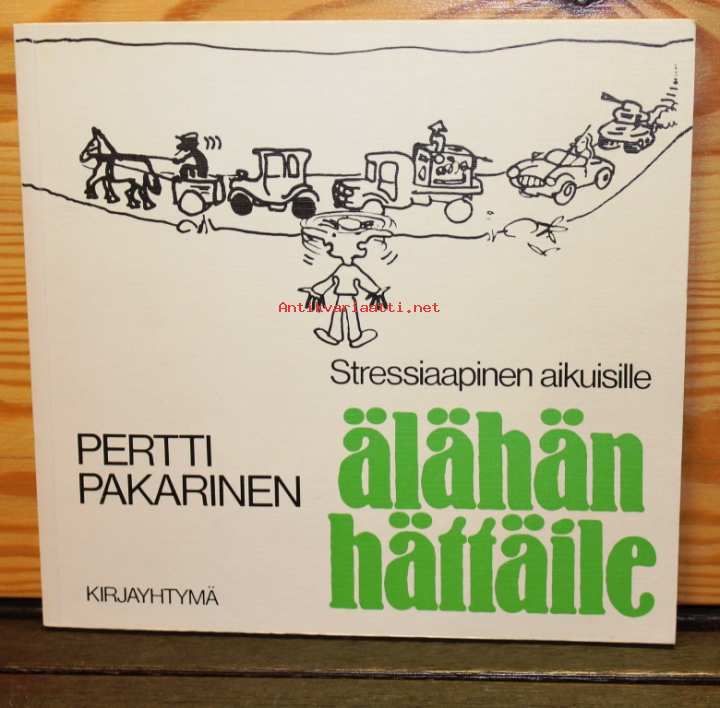 Antikvariaatti.net
Stressiaapinen aikuisille
PERTTI
PAKARINEN
älähän
hättäile
KIRJAYHTYMÄ